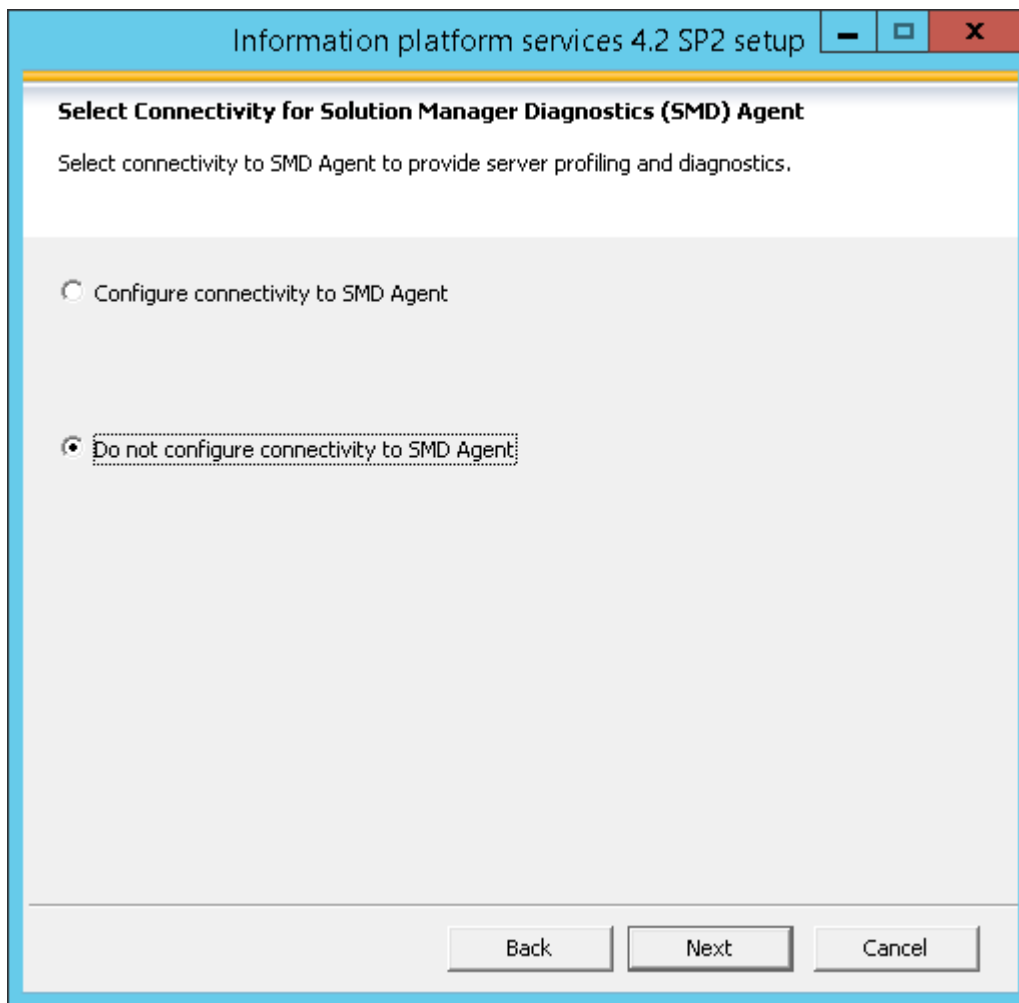 Information platform services 4.2 SP2 setup
Select Connectivity for Solution Manager Diagnostics (SMD) Agent
Select connectivity to SMD Agent to provide server profiling and diagnostics.
Configure connectivity to SMD Agent
Do not configure connectivity to SMD Agent
Back Next Cancel